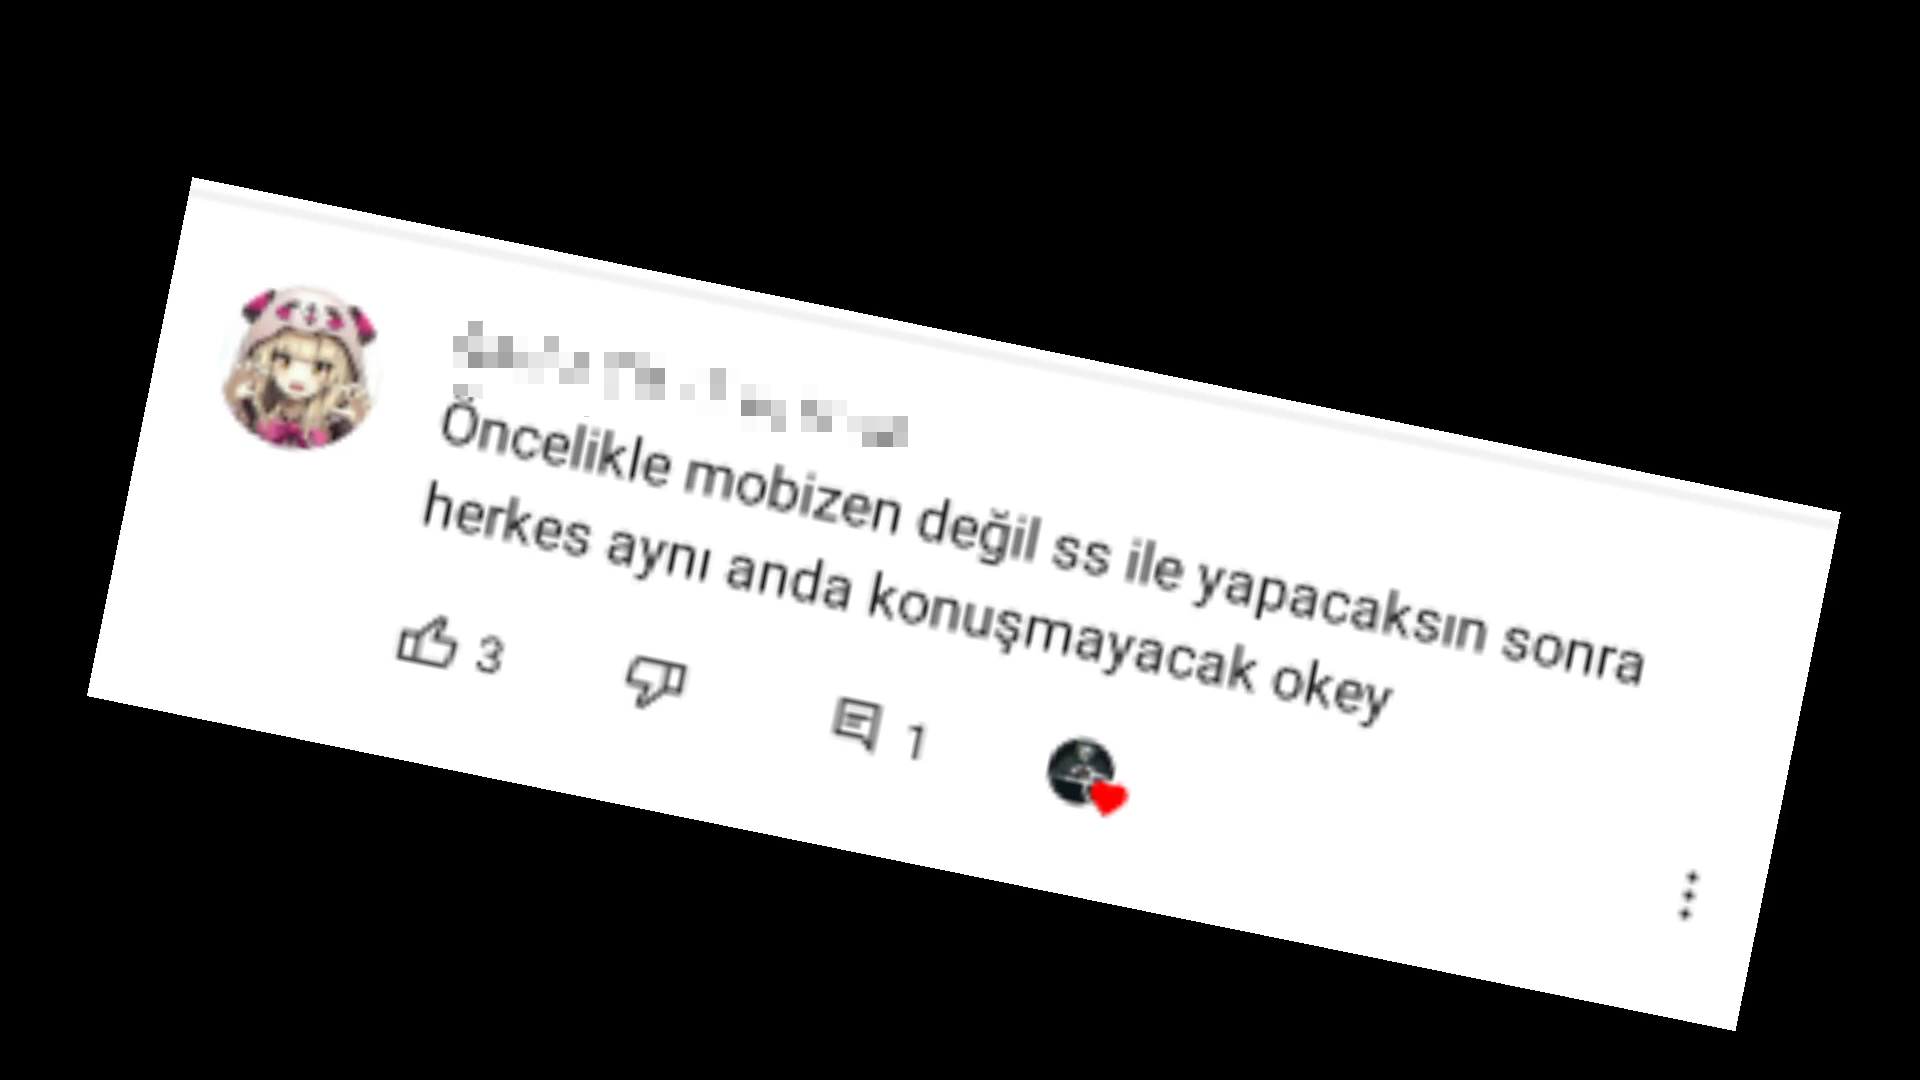 Öncelikle mobizen değil ss ile yapacaksın sonra
herkes aynı anda konuşmayacak okey
3
1